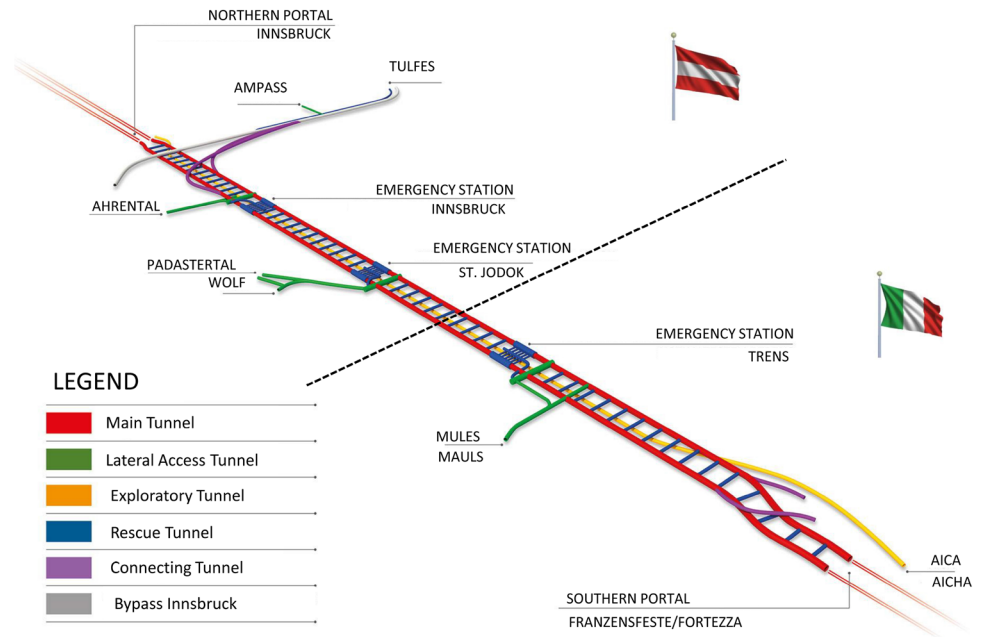 NORTHERN PORTAL
INNSBRUCK
TULFES
AMPASS
AHRENTAL
EMERGENCY STATION
INNSBRUCK
EMERGENCY STATION
ST. JODOK
PADASTERTAL
WOLF
EMERGENCY STATION
TRENS
MULES
MAULS
AICA
AICHA
SOUTHERN PORTAL
FRANZENSFESTE/FORTEZZA
LEGEND
Main Tunnel
Lateral Access Tunnel
Exploratory Tunnel
Rescue Tunnel
Connecting Tunnel
Bypass Innsbruck